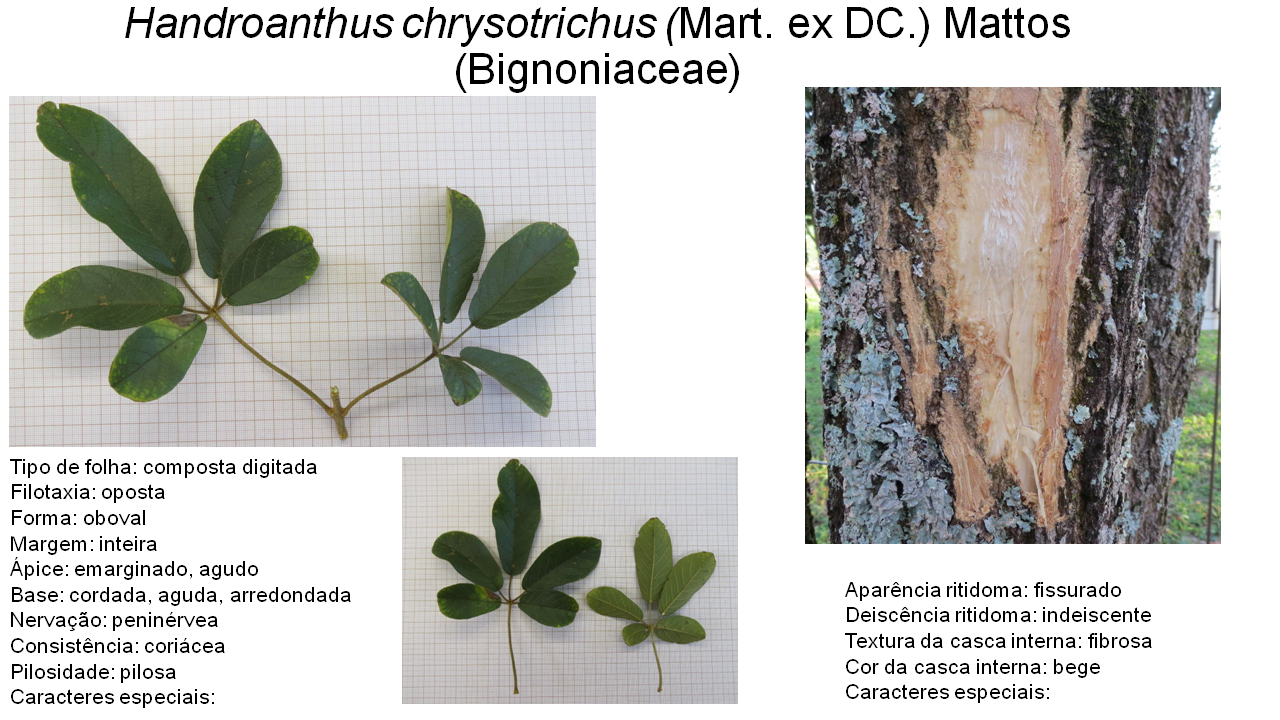 Handroanthus chrysotrichus (Mart. ex DC.) Mattos
(Bignoniaceae)
Tipo de folha: composta digitada
Filotaxia: oposta
Forma: oboval
Margem: inteira
Ápice: emarginado, agudo
Base: cordada, aguda, arredondada
Nervação: peninérvea
Consistência: coriácea
Pilosidade: pilosa
Caracteres especiais:
Aparência ritidoma: fissurado
Deiscência ritidoma: indeiscente
Textura da casca interna: fibrosa
Cor da casca interna: bege
Caracteres especiais: